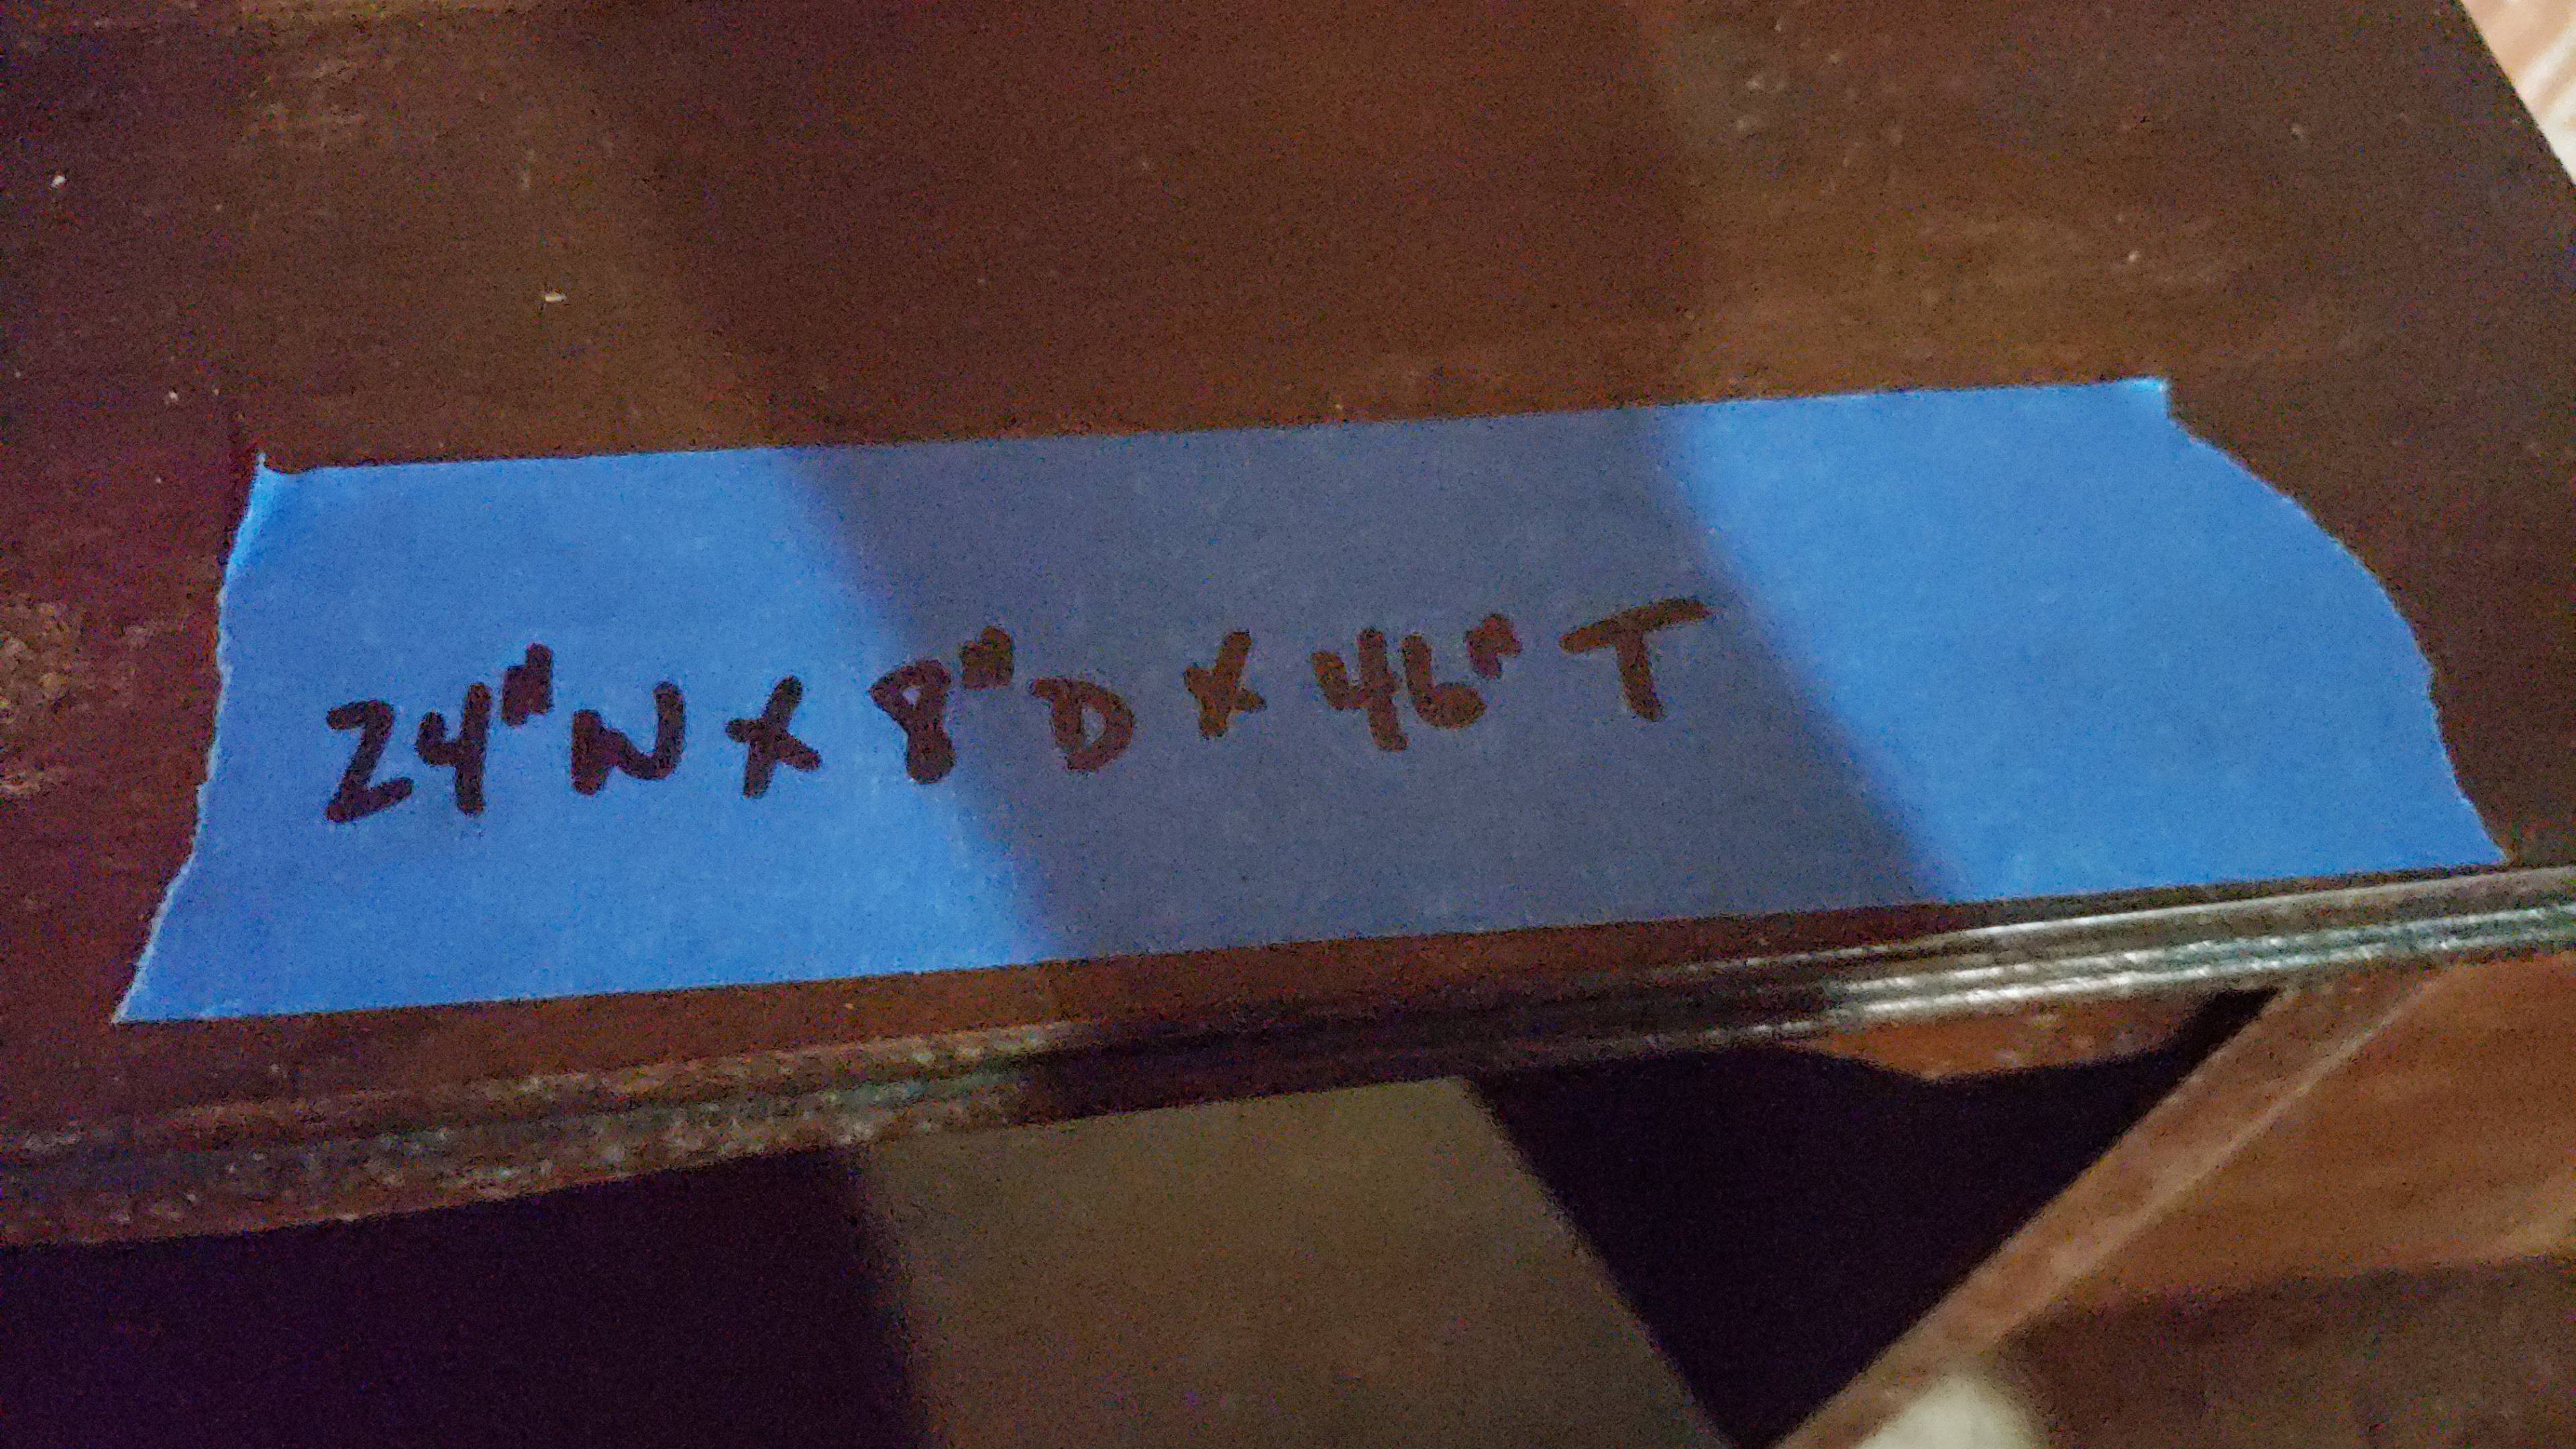 24" W x 8" D x 46" T